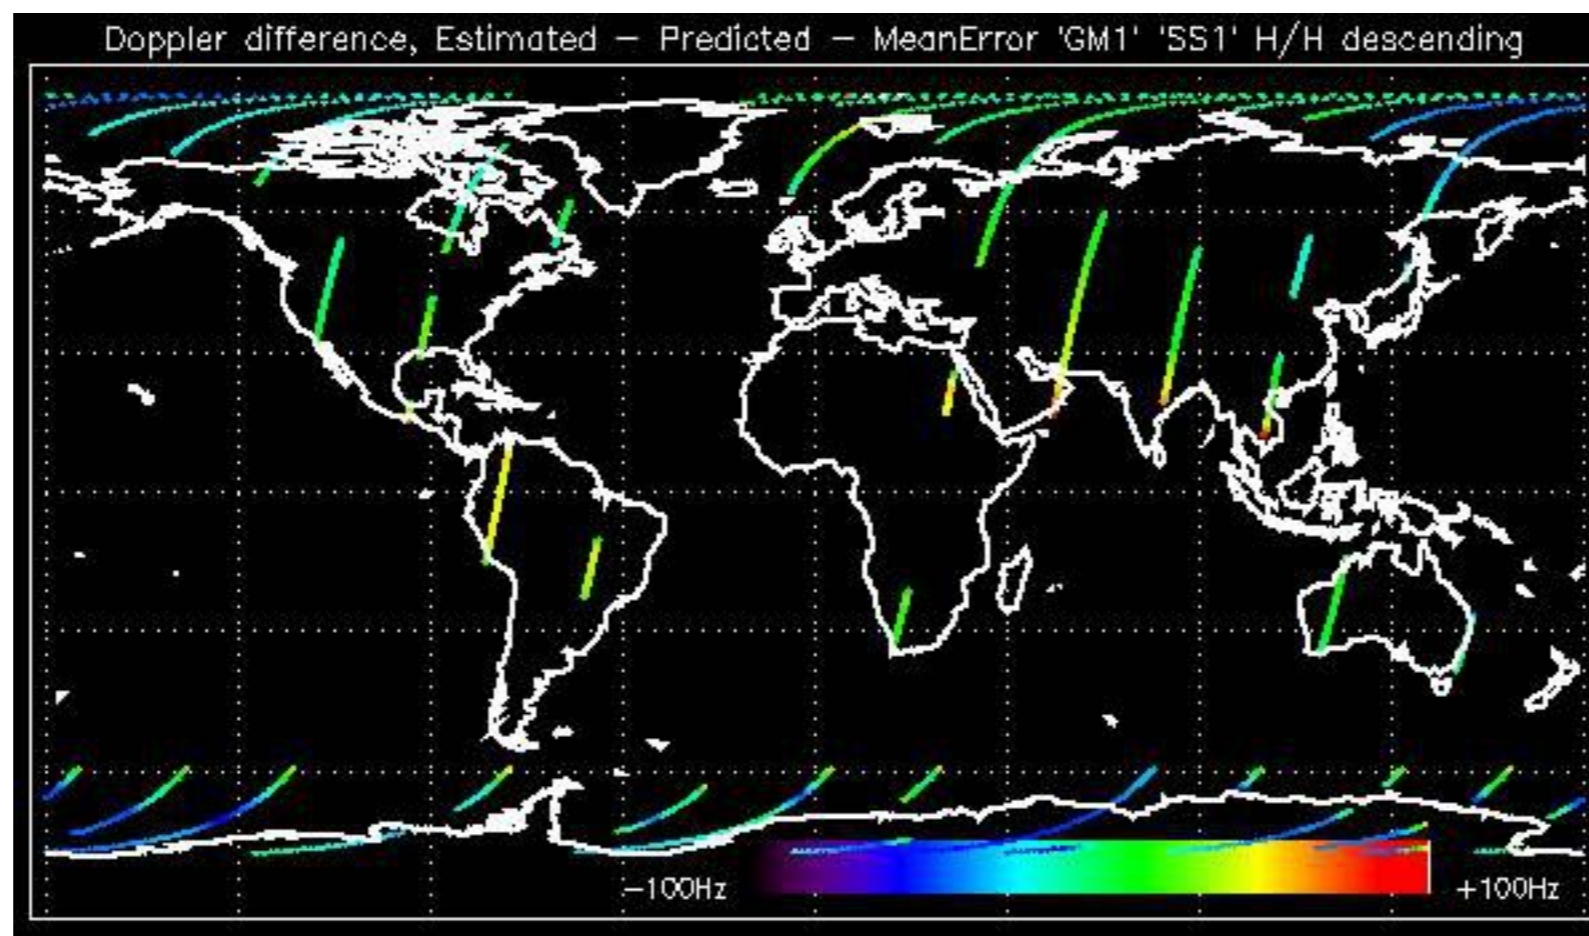 Doppler difference, Estimated – Predicted – MeanError 'GM1' 'SS1' H/H descending
–100Hz +100Hz